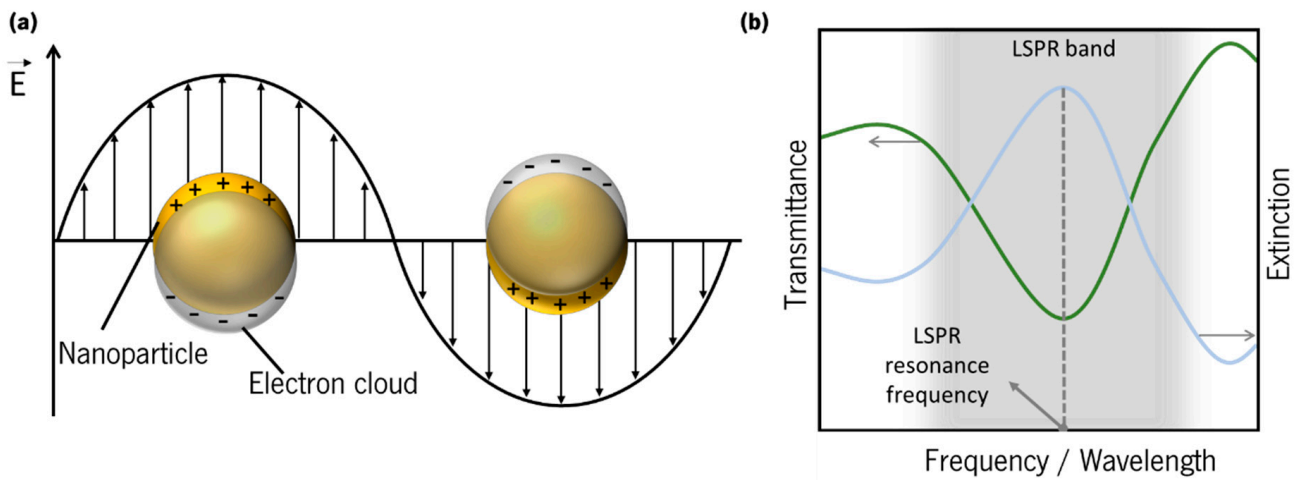 (a)
E
+ + + + +
- - - - -
Nanoparticle
Electron cloud
- - - - -
+ + + + +
(b)
LSPR band
Transmittance
Extinction
LSPR
resonance
frequency
Frequency / Wavelength